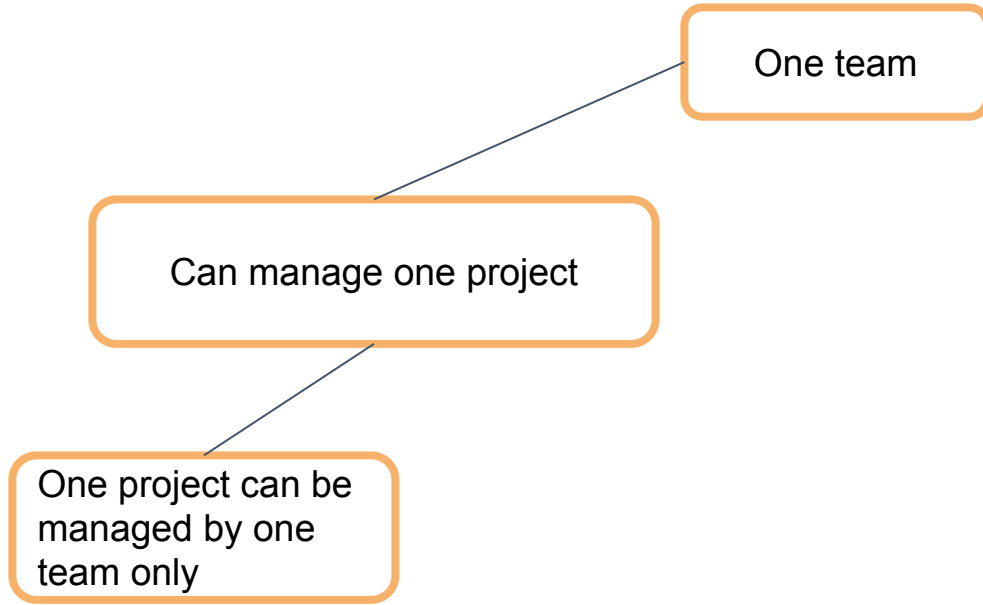 One team
Can manage one project
One project can be
managed by one
team only